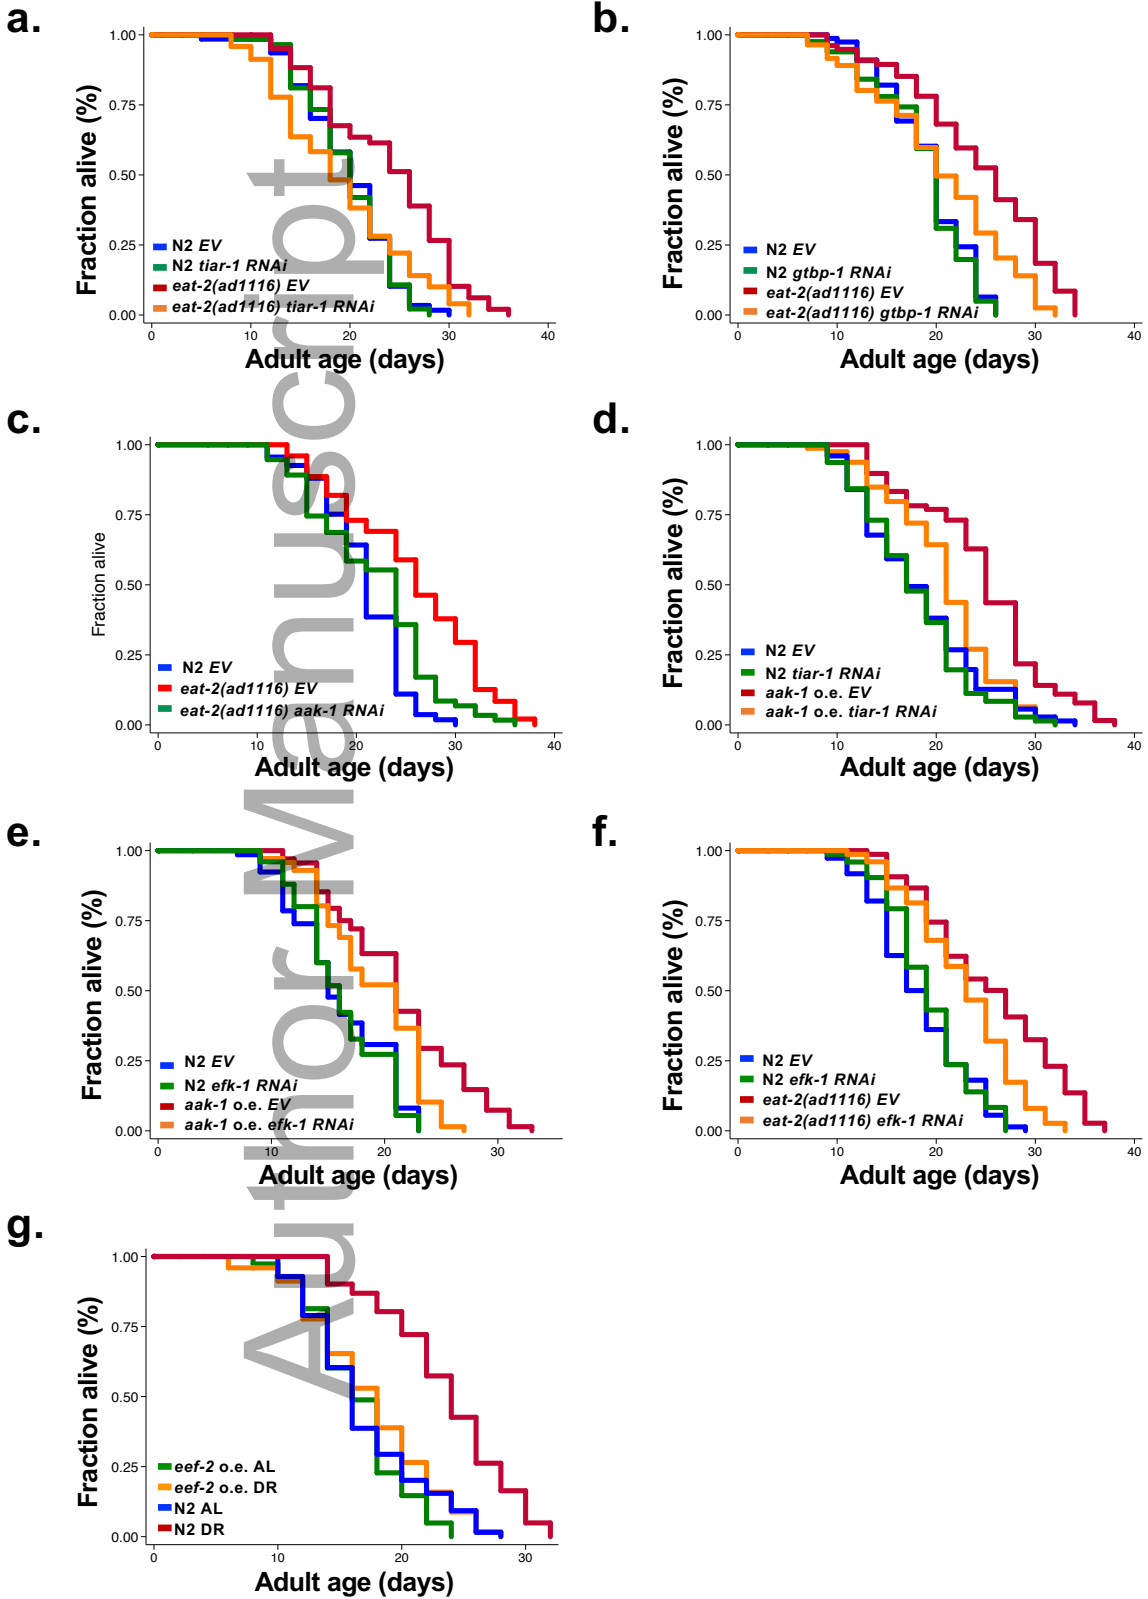 a.
Fraction alive (%)
1.00
0.75
0.50
0.25
0.00
N2 EV
N2 tiar-1 RNAi
eat-2(ad1116) EV
eat-2(ad1116) tiar-1 RNAi
0 10 20 30 40
Adult age (days)
b.
Fraction alive (%)
1.00
0.75
0.50
0.25
0.00
N2 EV
N2 gtbp-1 RNAi
eat-2(ad1116) EV
eat-2(ad1116) gtbp-1 RNAi
0 10 20 30 40
Adult age (days)
c.
Fraction alive
1.00
0.75
0.50
0.25
0.00
N2 EV
eat-2(ad1116) EV
eat-2(ad1116) aak-1 RNAi
0 10 20 30 40
Adult age (days)
d.
Fraction alive (%)
1.00
0.75
0.50
0.25
0.00
N2 EV
N2 tiar-1 RNAi
aak-1 o.e. EV
aak-1 o.e. tiar-1 RNAi
0 10 20 30 40
Adult age (days)
e.
Fraction alive (%)
1.00
0.75
0.50
0.25
0.00
N2 EV
N2 efk-1 RNAi
aak-1 o.e. EV
aak-1 o.e. efk-1 RNAi
0 10 20 30
Adult age (days)
f.
Fraction alive (%)
1.00
0.75
0.50
0.25
0.00
N2 EV
N2 efk-1 RNAi
eat-2(ad1116) EV
eat-2(ad1116) efk-1 RNAi
0 10 20 30 40
Adult age (days)
g.
Fraction alive (%)
1.00
0.75
0.50
0.25
0.00
eef-2 o.e. AL
eef-2 o.e. DR
N2 AL
N2 DR
0 10 20 30
Adult age (days)
Author Manuscript